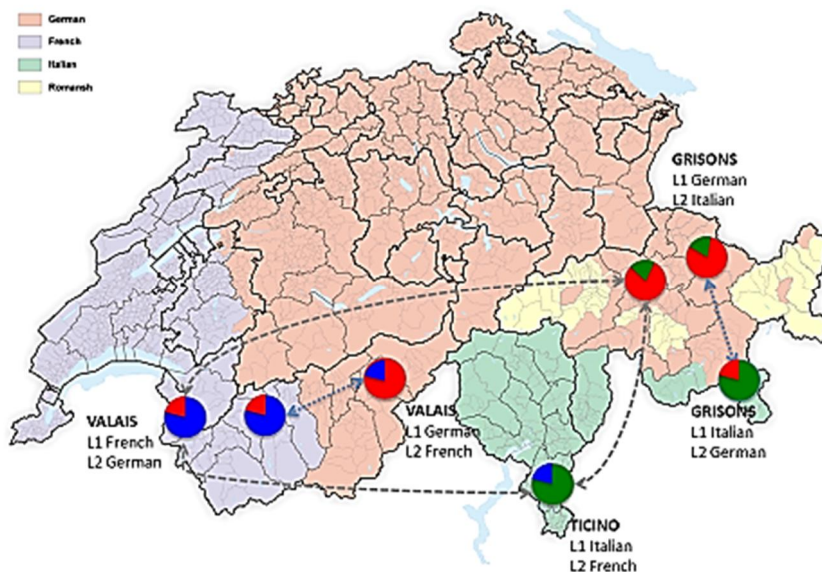 German
French
Italian
Romansh
GRISONS
L1 German
L2 Italian
VALAIS
L1 French
L2 German
VALAIS
L1 German
L2 French
GRISONS
L1 Italian
L2 German
TICINO
L1 Italian
L2 French